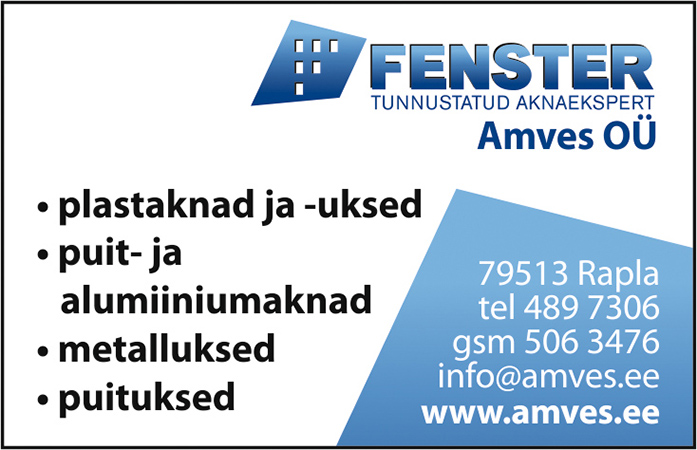 FENSTER
TUNNUSTATUD AKNAEKSPERT
Amves OÜ
• plastaknad ja -uksed
• puit- ja
alumiiniumaknad
• metalluksed
• puituksed
79513 Rapla
tel 489 7306
gsm 506 3476
info@amves.ee
www.amves.ee